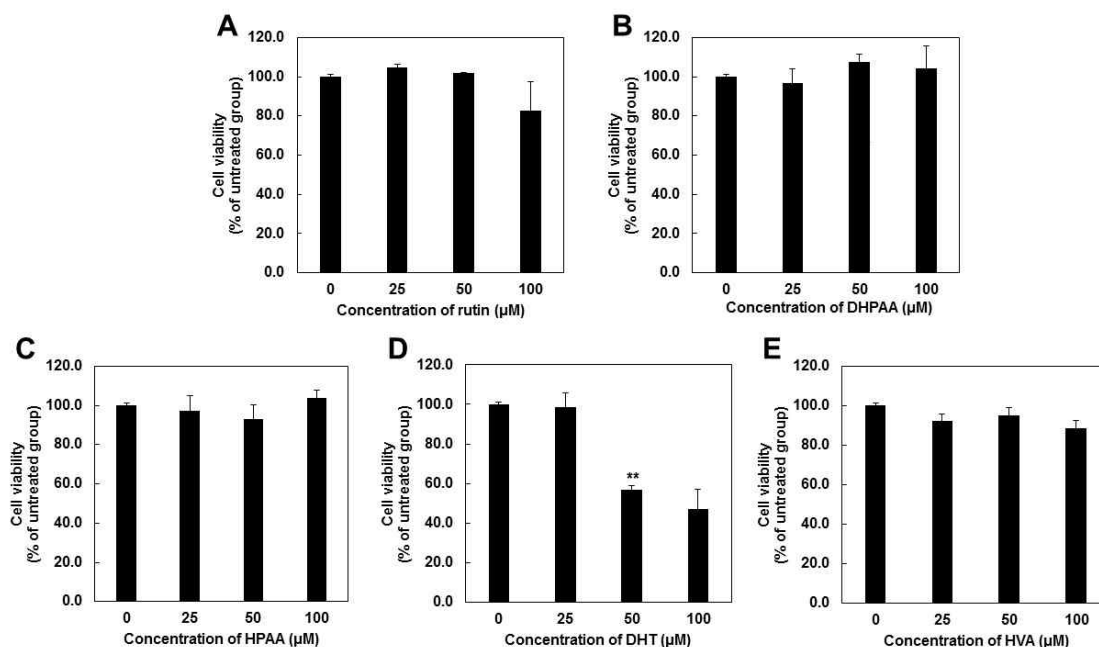 A
120.0
100.0
80.0
60.0
40.0
20.0
0.0
Cell viability
(% of untreated group)
0 25 50 100
Concentration of rutin (µM)
B
120.0
100.0
80.0
60.0
40.0
20.0
0.0
Cell viability
(% of untreated group)
0 25 50 100
Concentration of DHPAA (µM)
C
120.0
100.0
80.0
60.0
40.0
20.0
0.0
Cell viability
(% of untreated group)
0 25 50 100
Concentration of HPAA (µM)
D
120.0
100.0
80.0
60.0
40.0
20.0
0.0
Cell viability
(% of untreated group)
**
0 25 50 100
Concentration of DHT (µM)
E
120.0
100.0
80.0
60.0
40.0
20.0
0.0
Cell viability
(% of untreated group)
0 25 50 100
Concentration of HVA (µM)